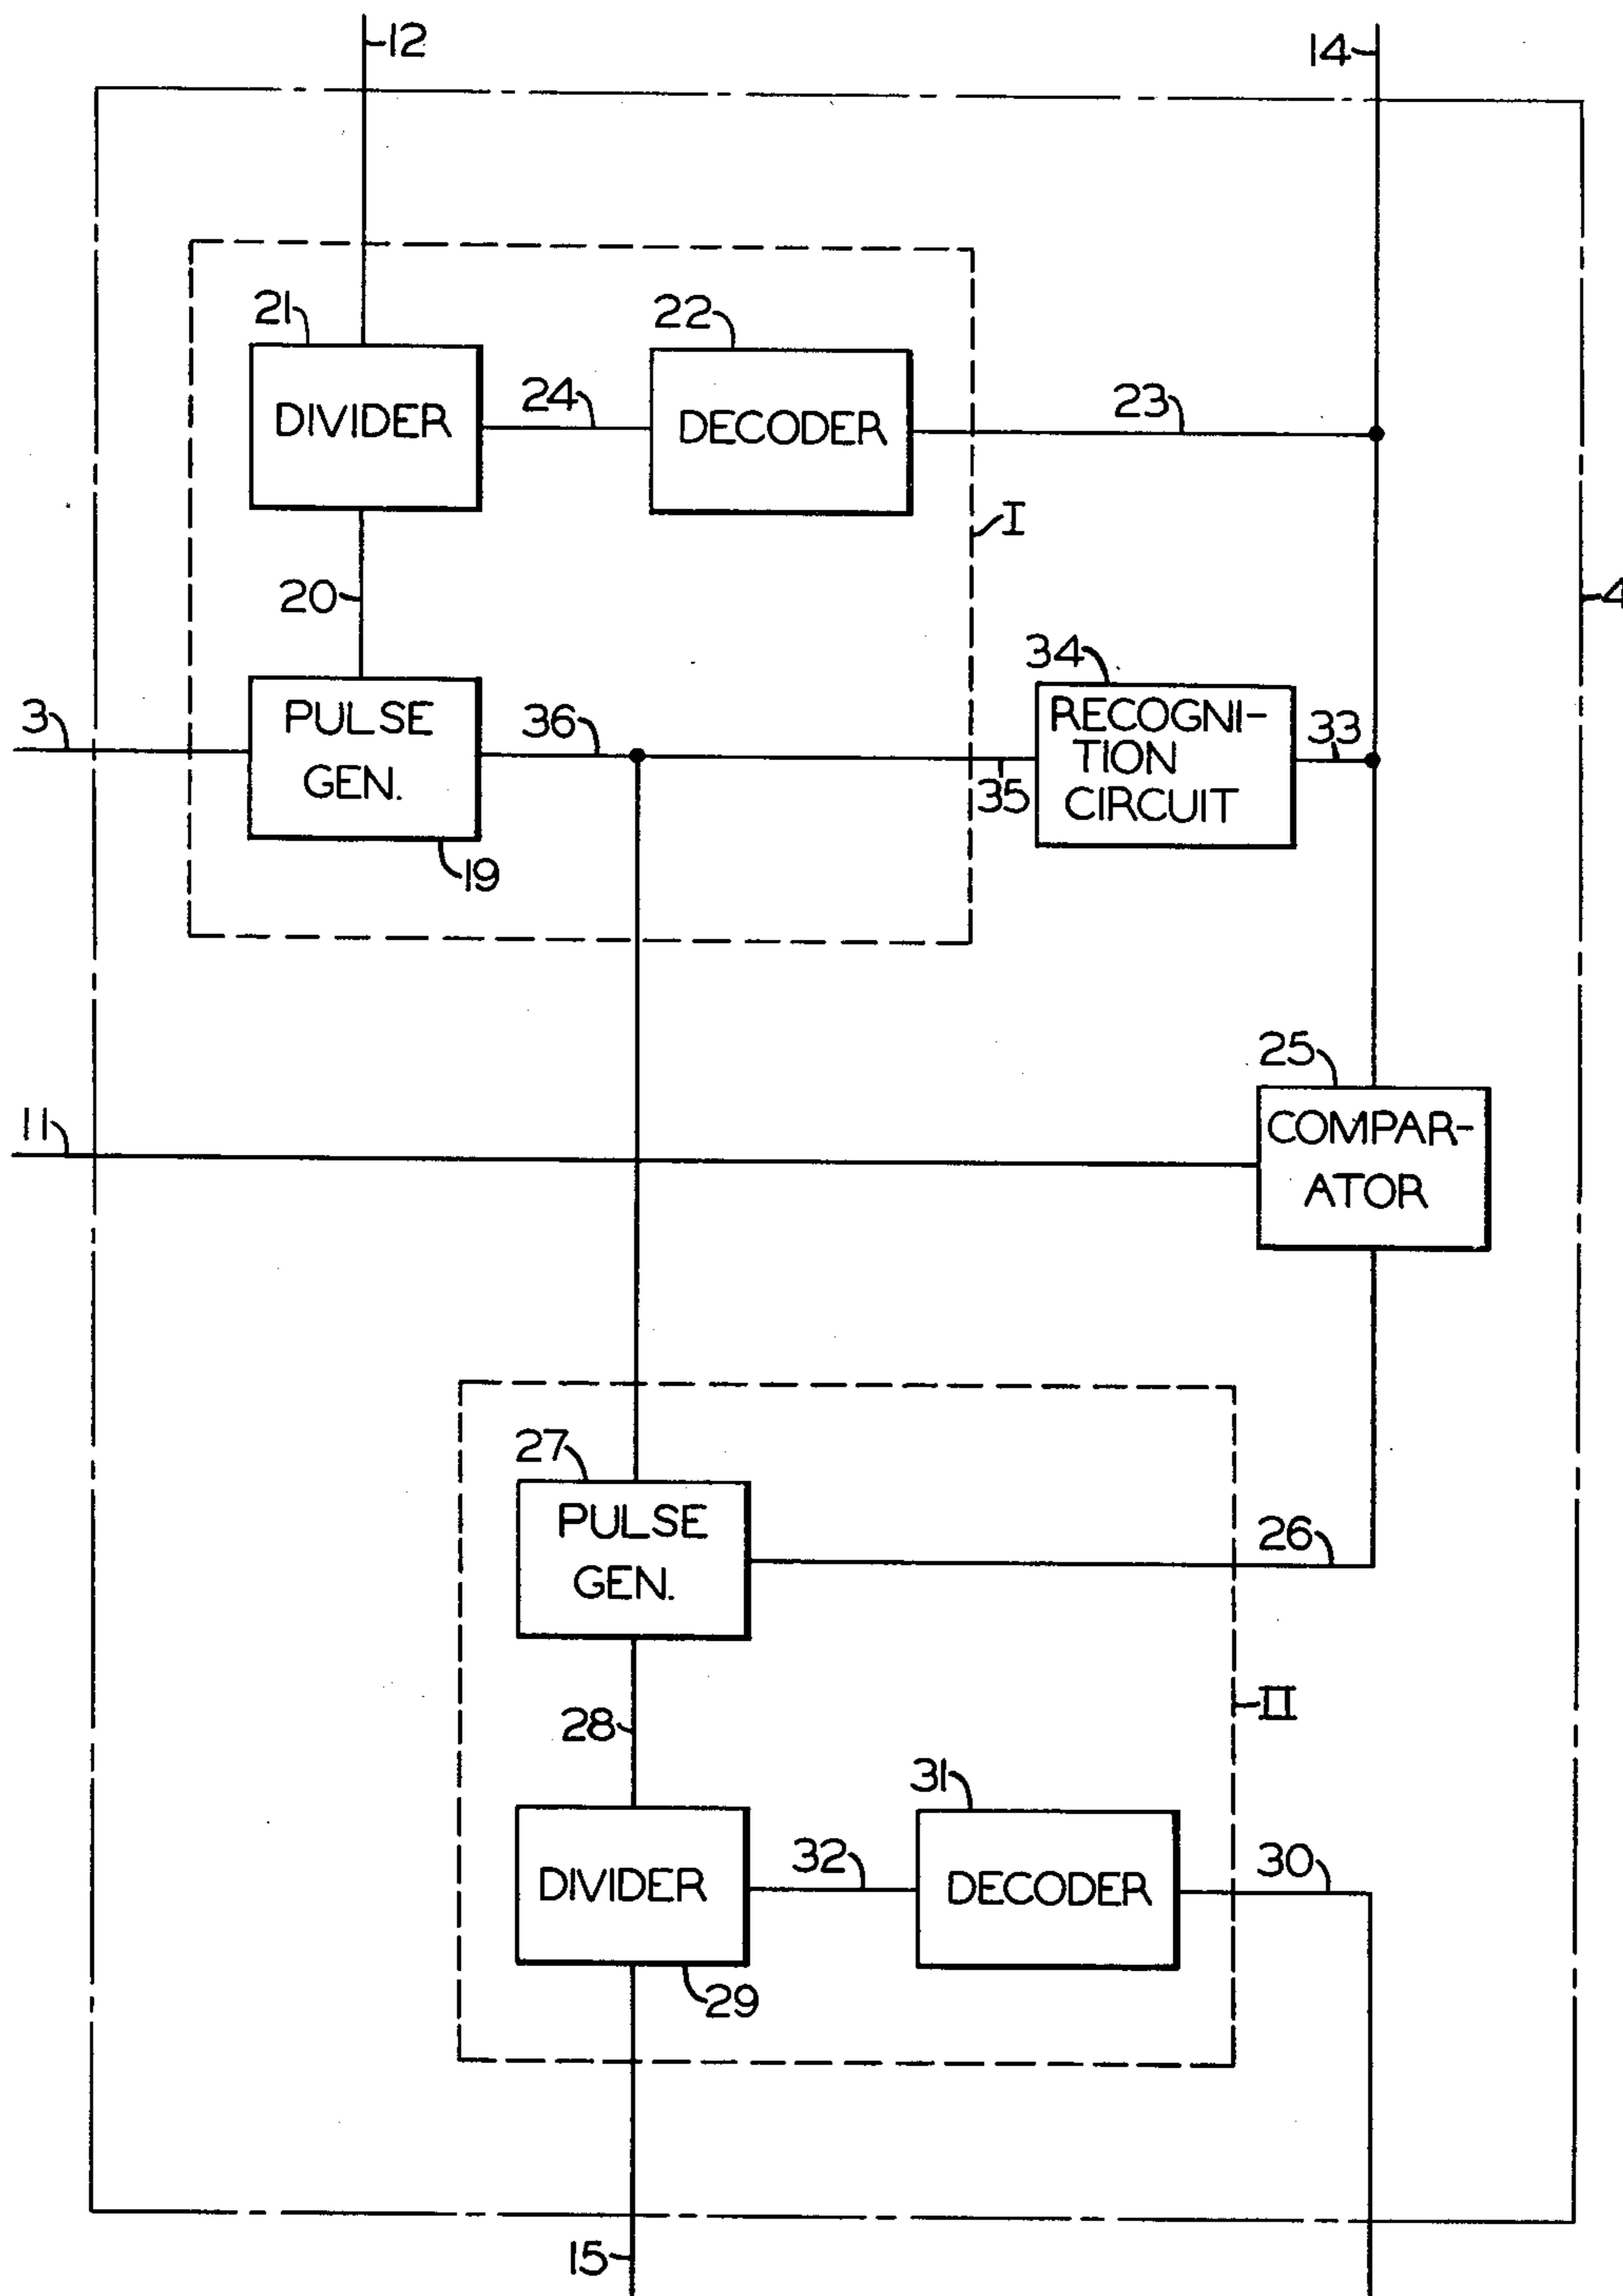 12
14
21
DIVIDER
24
22
DECODER
23
I
20
4
3
PULSE
GEN.
19
36
34
RECOGNI-
TION
CIRCUIT
33
35
25
COMPAR-
ATOR
11
27
PULSE
GEN.
26
II
28
31
DIVIDER
32
DECODER
30
29
15